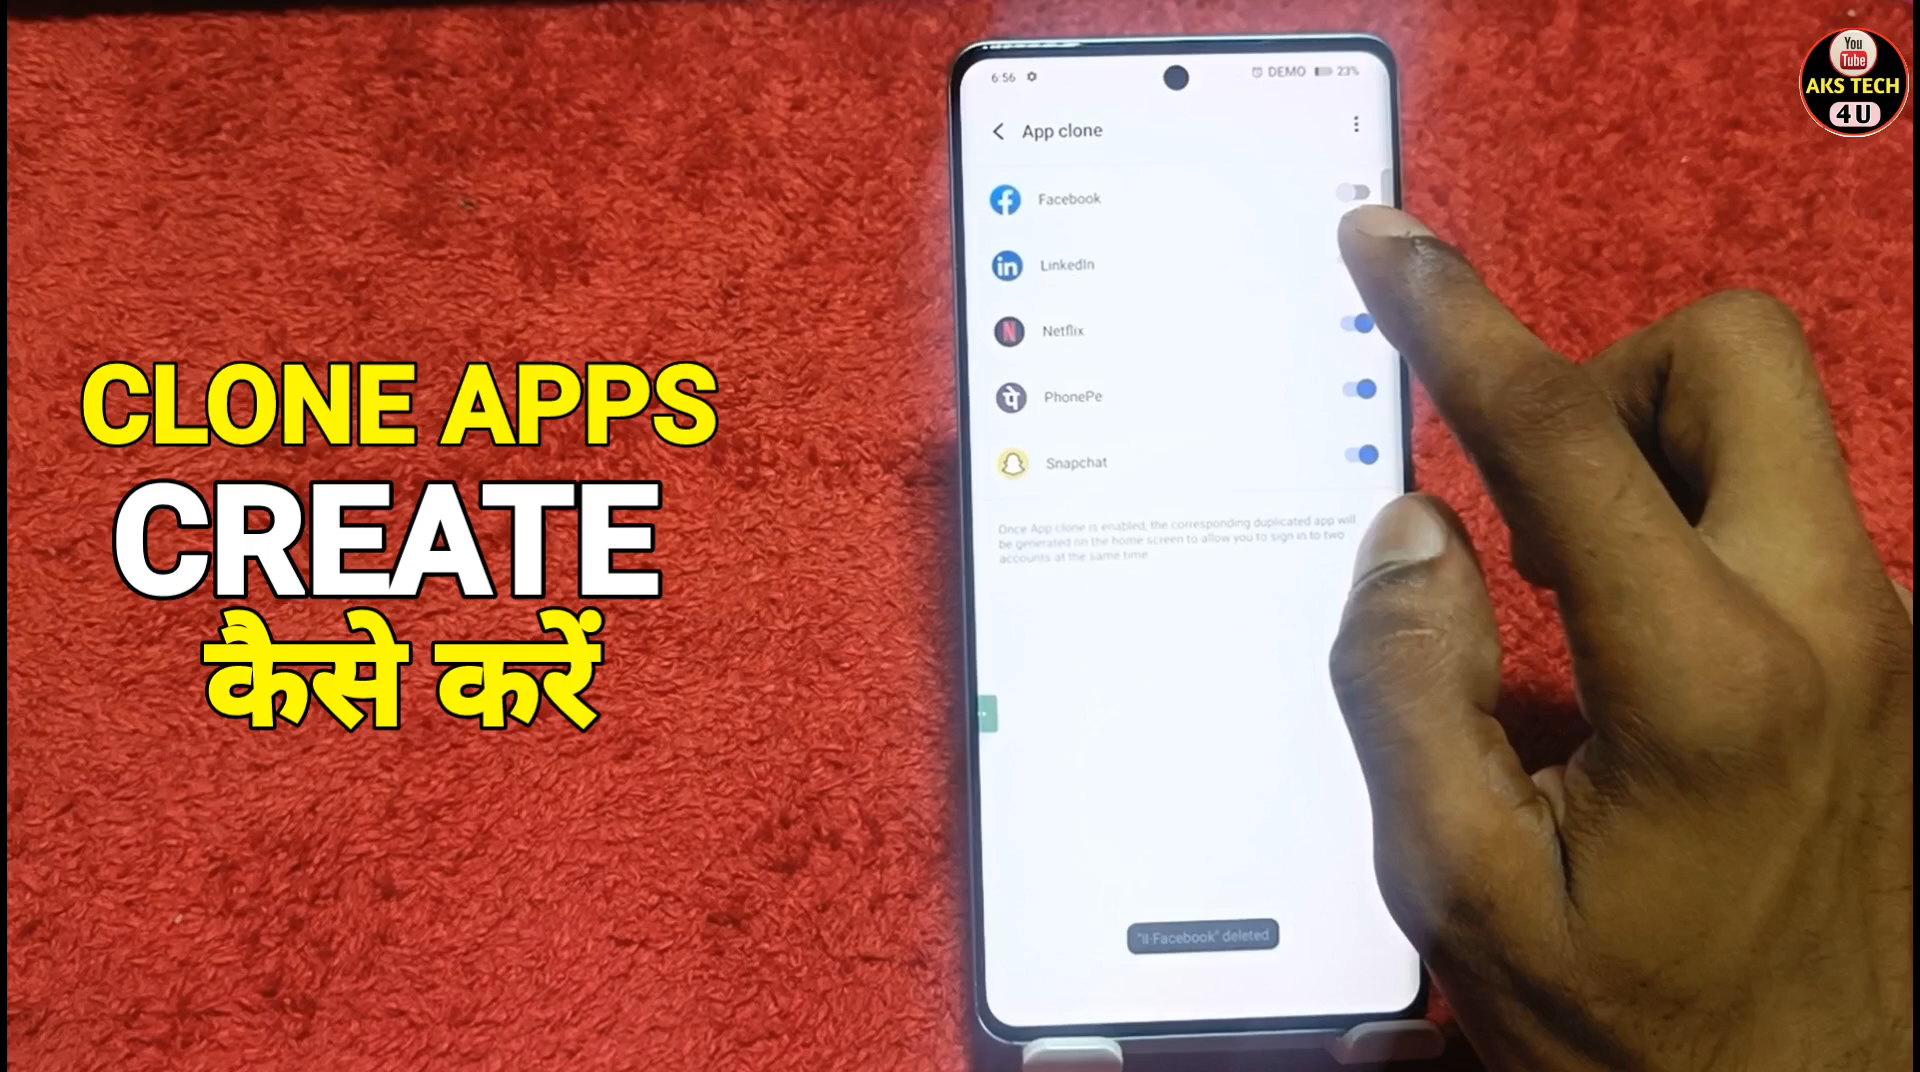 You
Tube
AKS TECH
4 U
6:56 DEMO 23%
App clone
Facebook
LinkedIn
Netflix
PhonePe
Snapchat
Once App clone is enabled, the corresponding duplicated app will
be generated on the home screen to allow you to sign in to two
accounts at the same time
"II·Facebook" deleted
CLONE APPS
CREATE
कैसे करें